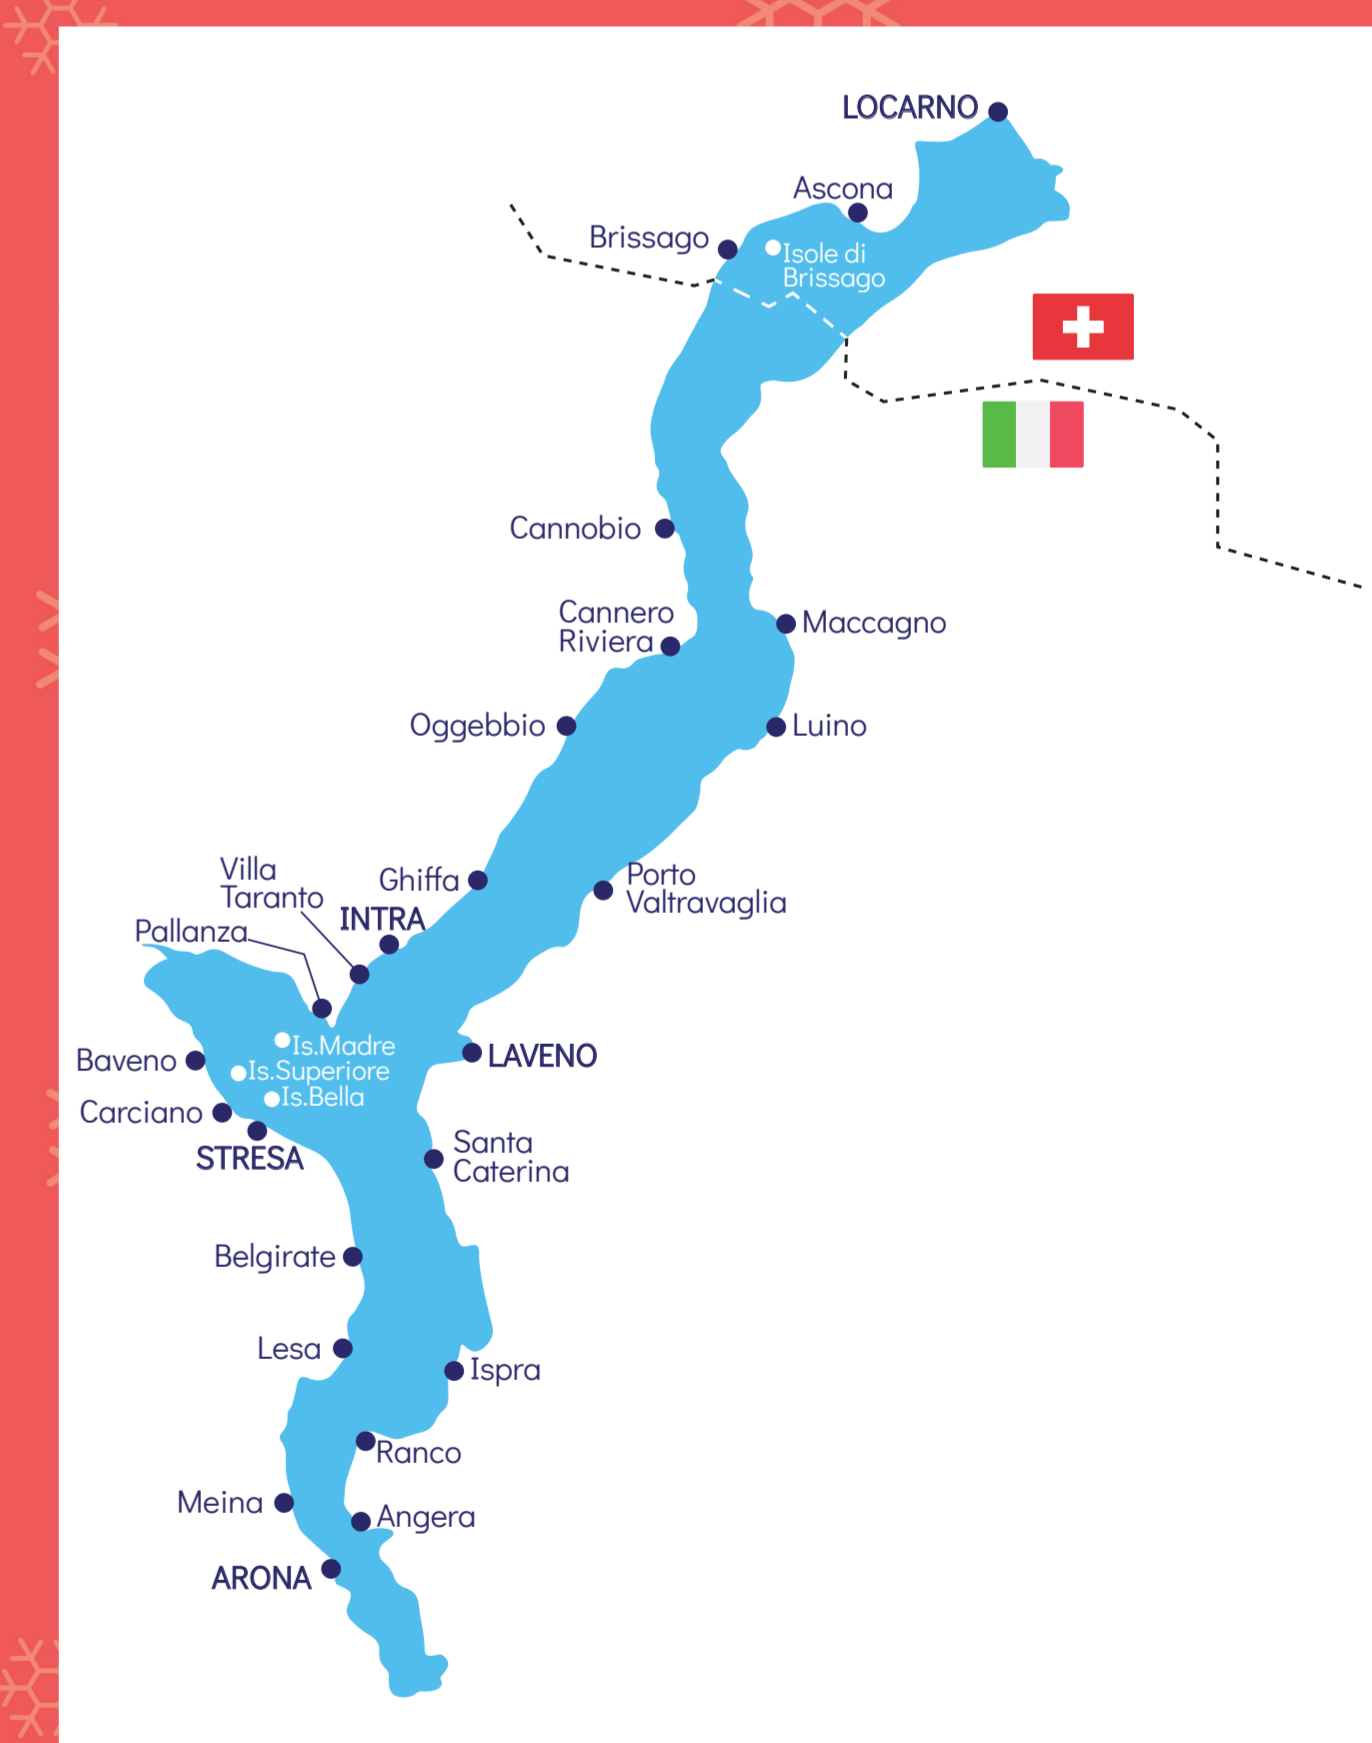 LOCARNO
Ascona
Brissago
Isole di
Brissago
Cannobio
Cannero
Riviera
Maccagno
Oggebbio
Luino
Villa
Taranto
Ghiffa
Porto
Valtravaglia
INTRA
Pallanza
Is.Madre
LAVENO
Baveno
Is.Superiore
Is.Bella
Carciano
STRESA
Santa
Caterina
Belgirate
Lesa
Ispra
Ranco
Meina
Angera
ARONA